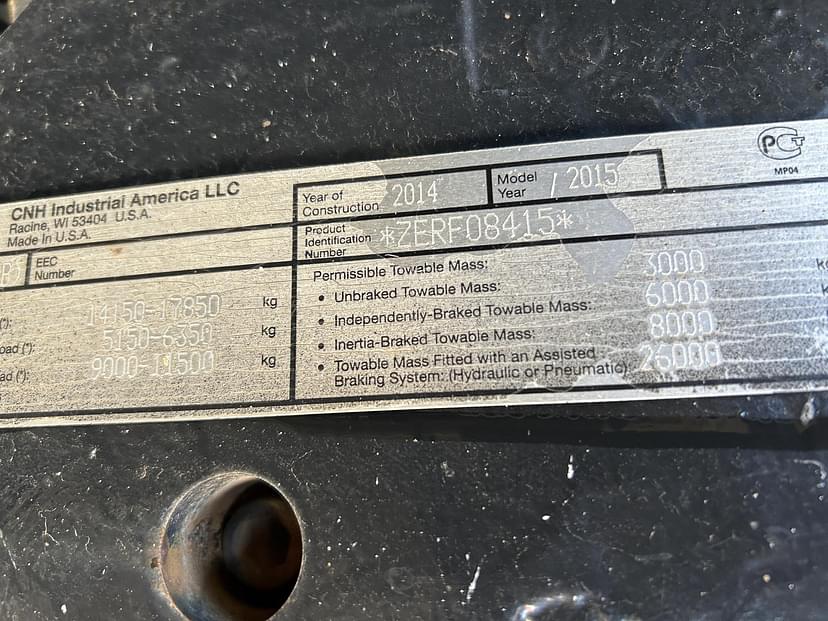 CNH Industrial America LLC
Racine, WI 53404 U.S.A.
Made In U.S.A.
EEC
Number
Year of
Construction 2014
Model
Year / 2015
Product
Identification
Number *ZERF08415*
PCT
MP04
(*): 14150-17850 kg
oad (*): 5150-6350 kg
ad (*): 9000-11500 kg
Permissible Towable Mass: 3000
• Unbraked Towable Mass: 6000
• Independently-Braked Towable Mass: 8000
• Inertia-Braked Towable Mass: 26000
• Towable Mass Fitted with an Assisted
Braking System: (Hydraulic or Pneumatic)